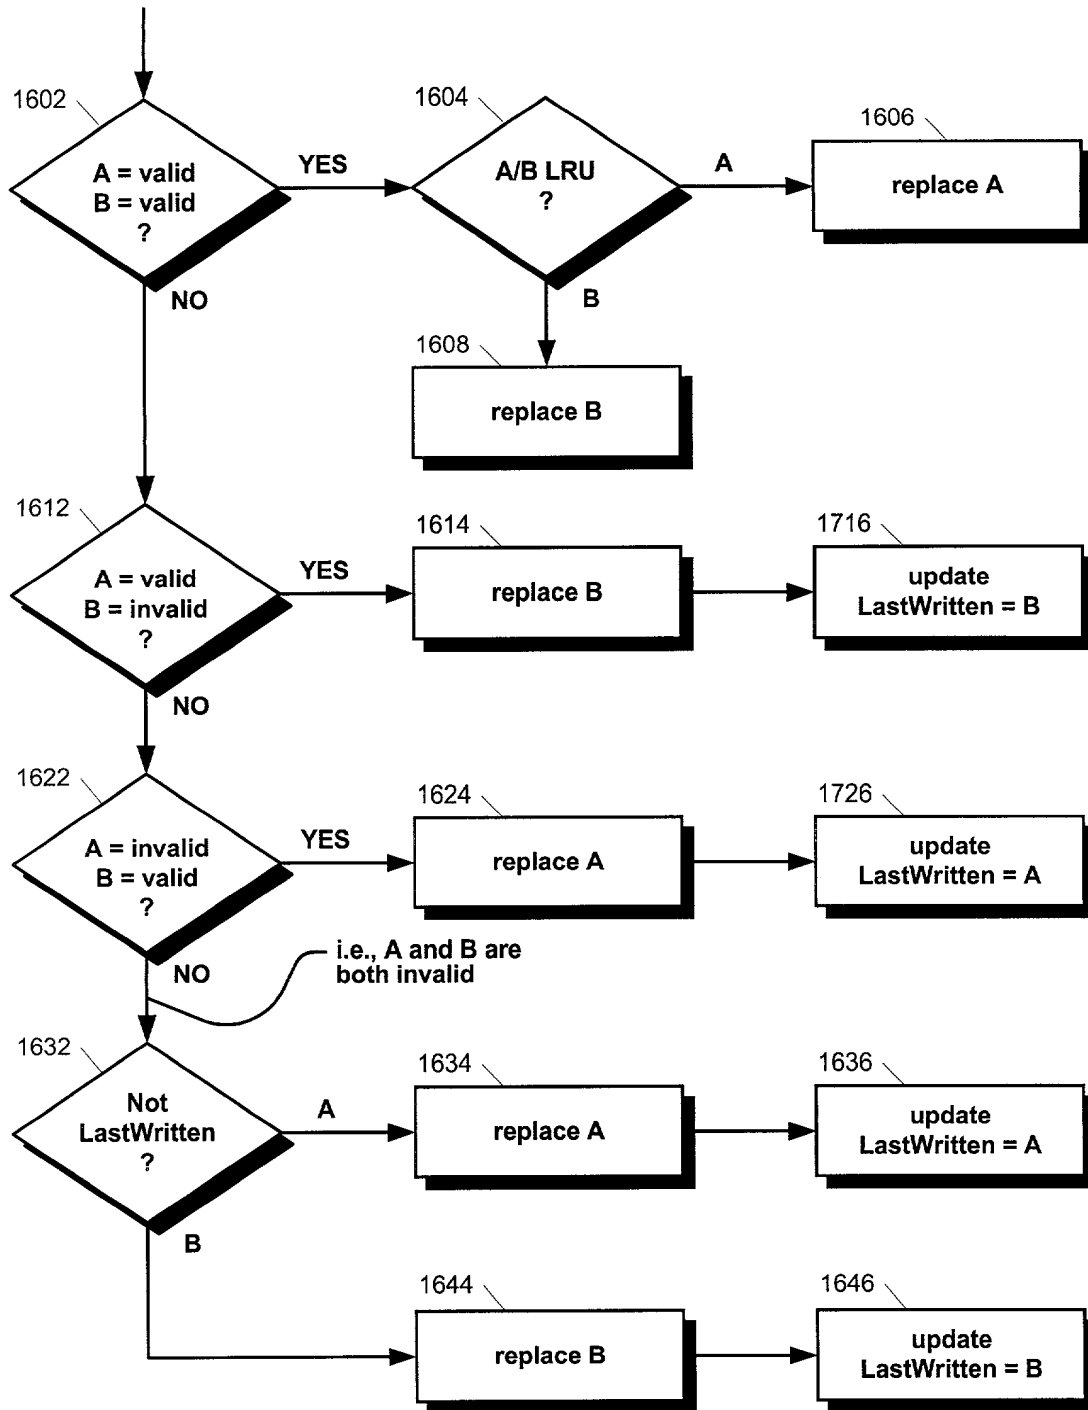 1602
A = valid
B = valid
?
YES
NO
1604
A/B LRU
?
A
B
1606
replace A
1608
replace B
1612
A = valid
B = invalid
?
YES
NO
1614
replace B
1716
update
LastWritten = B
1622
A = invalid
B = valid
?
YES
NO
1624
replace A
1726
update
LastWritten = A
i.e., A and B are
both invalid
1632
Not
LastWritten
?
A
B
1634
replace A
1636
update
LastWritten = A
1644
replace B
1646
update
LastWritten = B